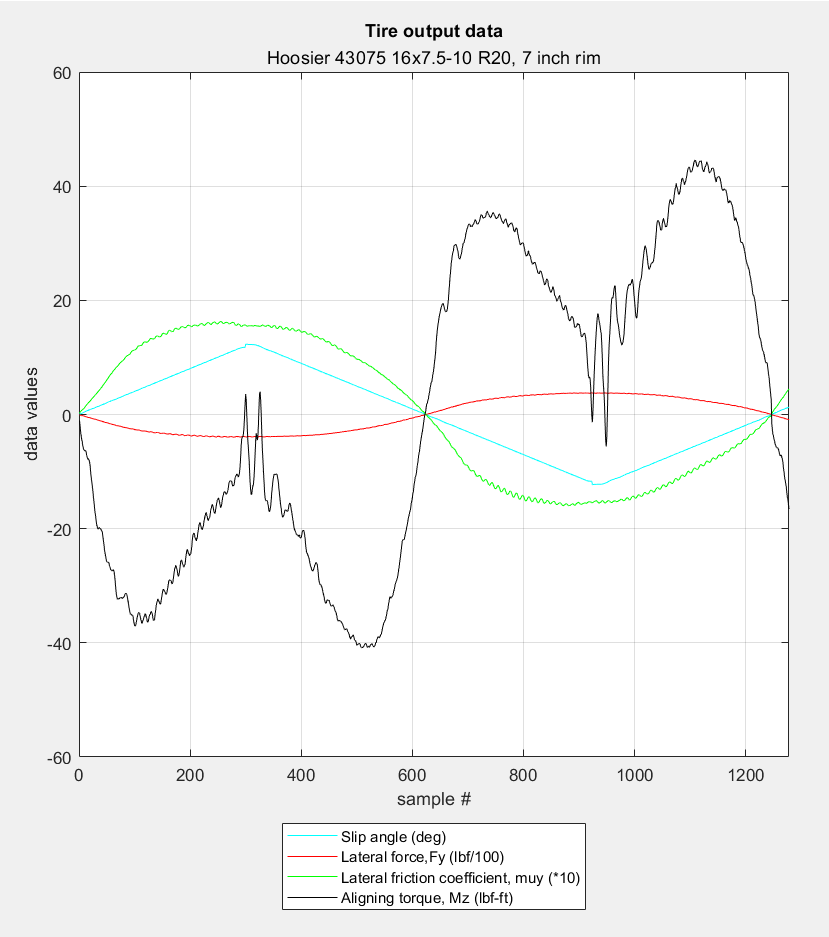 Tire output data
Hoosier 43075 16x7.5-10 R20, 7 inch rim
60
40
20
0
-20
-40
-60
data values
0 200 400 600 800 1000 1200
sample #
Slip angle (deg)
Lateral force,Fy (lbf/100)
Lateral friction coefficient, muy (*10)
Aligning torque, Mz (lbf-ft)